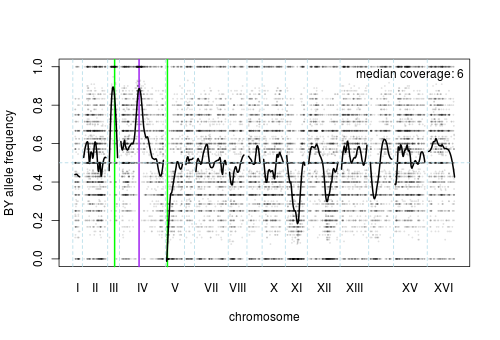 median coverage: 6
BY allele frequency
1.0
0.8
0.6
0.4
0.2
0.0
I II III IV V VII VIII X XI XII XIII XV XVI
chromosome